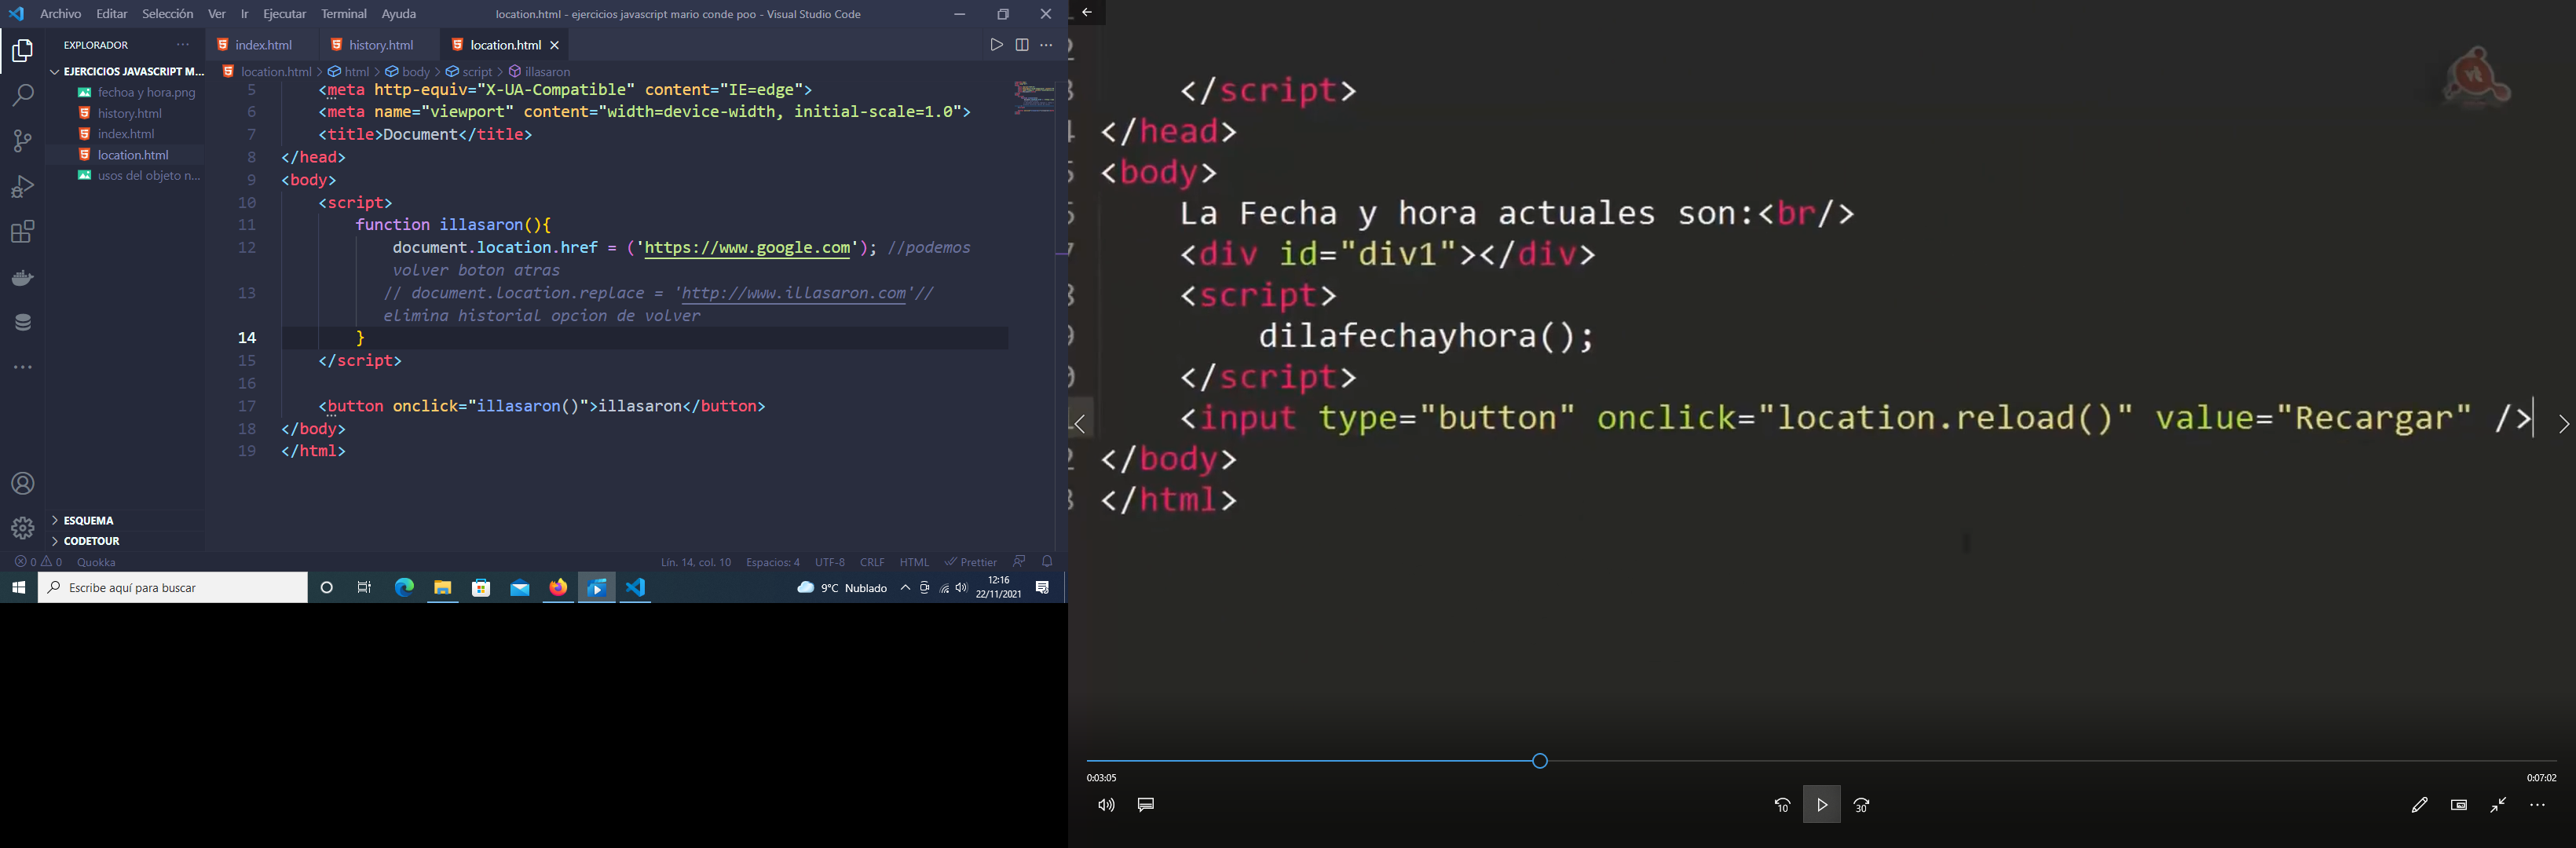 Archivo Editar Selección Ver Ir Ejecutar Terminal Ayuda
location.html - ejercicios javascript mario conde poo - Visual Studio Code
EXPLORADOR
EJERCICIOS JAVASCRIPT M...
fechoa y hora.png
history.html
index.html
location.html
usos del objeto n...
ESQUEMA
CODETOUR
index.html history.html location.html
location.html > html > body > script > illasaron
5 <meta http-equiv="X-UA-Compatible" content="IE=edge">
6 <meta name="viewport" content="width=device-width, initial-scale=1.0">
7 <title>Document</title>
8 </head>
9 <body>
10 <script>
11 function illasaron(){
12 document.location.href = ('https://www.google.com'); //podemos
volver boton atras
13 // document.location.replace = 'http://www.illasaron.com'//
elimina historial opcion de volver
14 }
15 </script>
16
17 <button onclick="illasaron()">illasaron</button>
18 </body>
19 </html>
0 0 Quokka
Lín. 14, col. 10 Espacios: 4 UTF-8 CRLF HTML Prettier
Escribe aquí para buscar
9°C Nublado
12:16
22/11/2021
</script>
</head>
<body>
La Fecha y hora actuales son:<br/>
<div id="div1"></div>
<script>
dilafechayhora();
</script>
<input type="button" onclick="location.reload()" value="Recargar" />
</body>
</html>
0:03:05
0:07:02
10
30